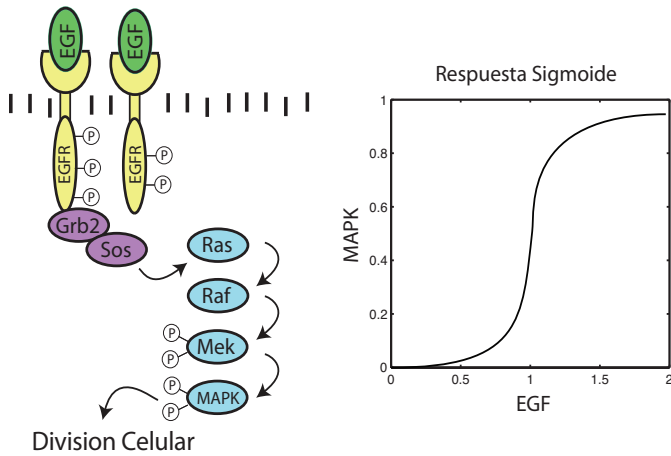 EGF
EGF
EGFR
EGFR
P
P
P
P
P
Grb2
Sos
Ras
Raf
P
P
Mek
P
P
MAPK
Division Celular
Respuesta Sigmoide
MAPK
1
0.8
0.6
0.4
0.2
0
0
0.5
1
1.5
2
EGF